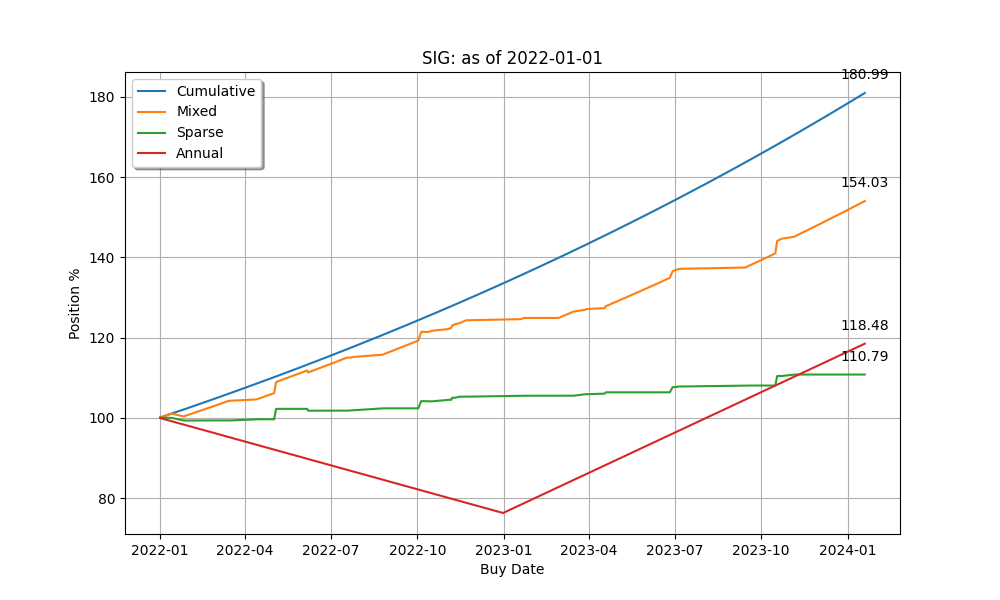 SIG: as of 2022-01-01
Cumulative
Mixed
Sparse
Annual
180.99
154.03
118.48
110.79
Position %
180
160
140
120
100
80
2022-01 2022-04 2022-07 2022-10 2023-01 2023-04 2023-07 2023-10 2024-01
Buy Date